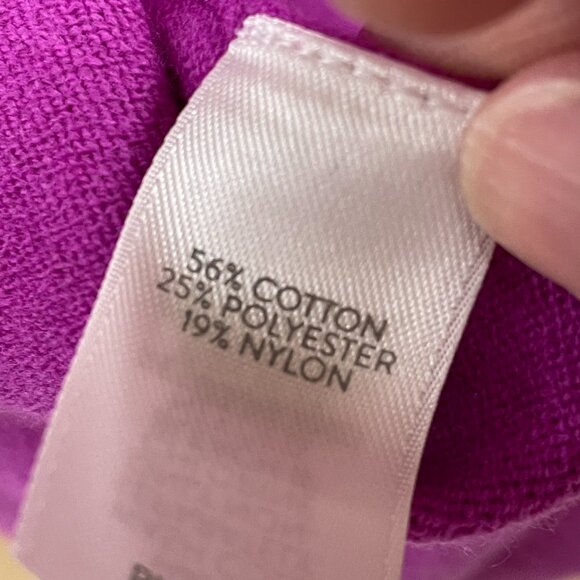 56% COTTON
25% POLYESTER
19% NYLON